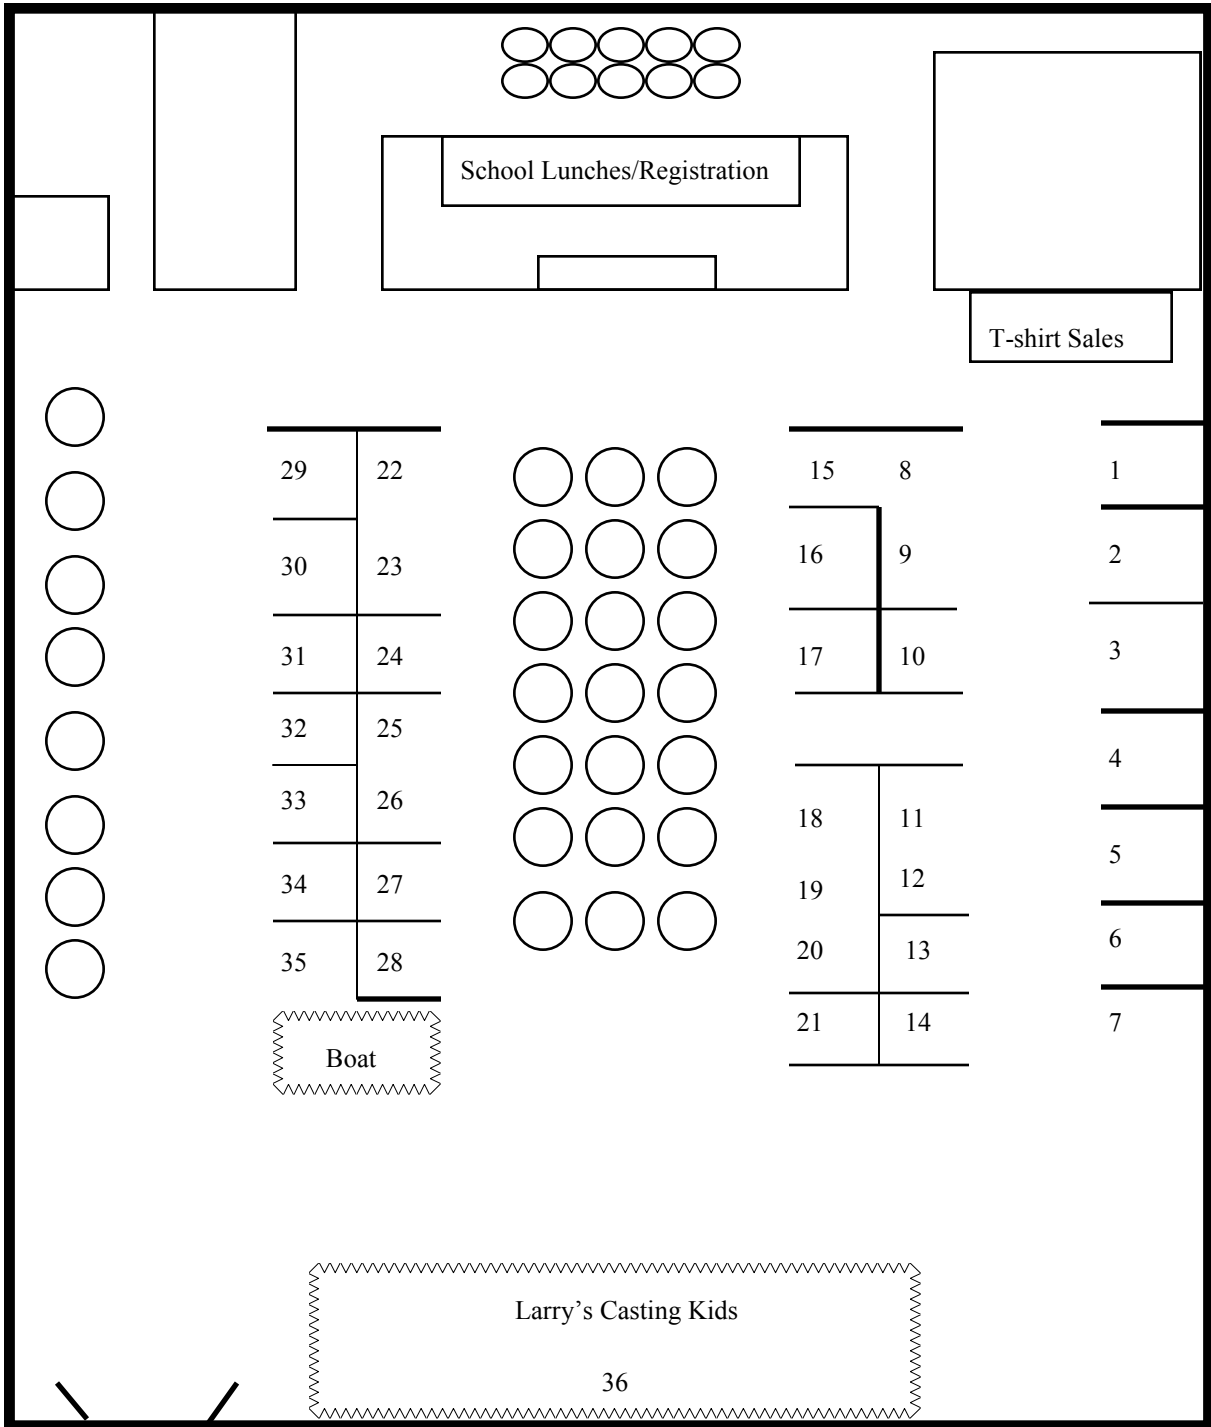 School Lunches/Registration
T-shirt Sales
29 22 15 8 1
30 23 16 9 2
31 24 17 10 3
32 25 4
33 26 18 11 5
34 27 19 12
35 28 20 13 6
21 14 7
Boat
Larry’s Casting Kids
36